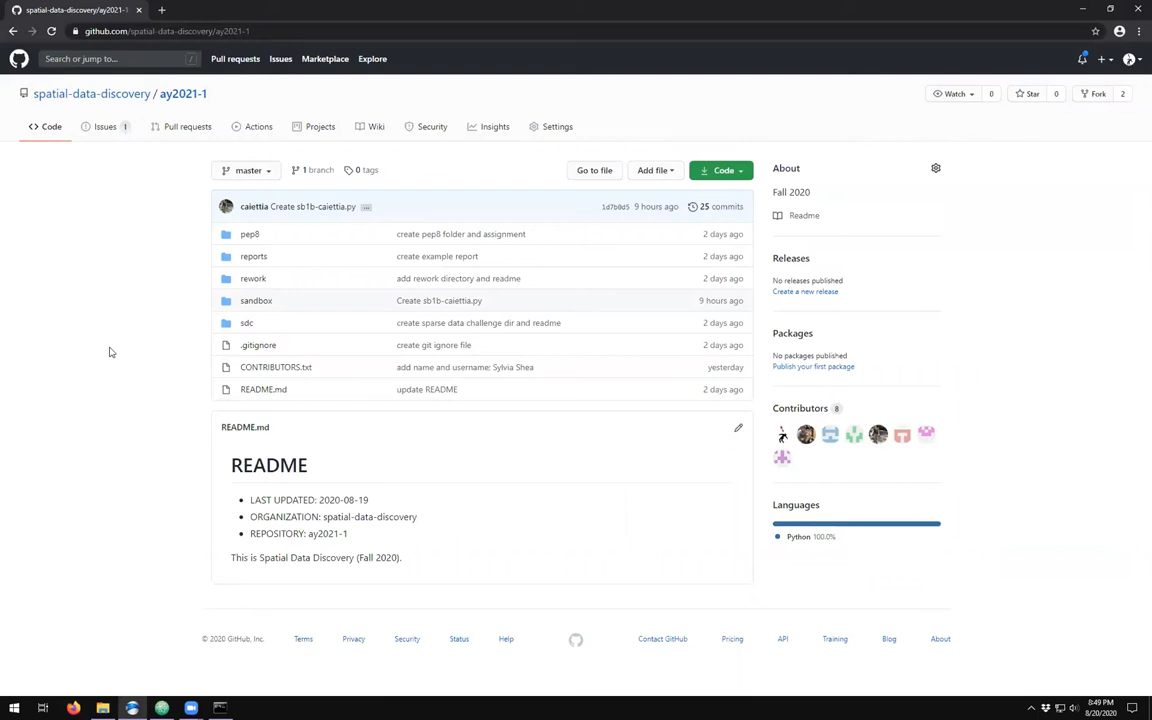 spatial-data-discovery/ay2021-1
github.com/spatial-data-discovery/ay2021-1
Search or jump to...
/
Pull requests
Issues
Marketplace
Explore
spatial-data-discovery / ay2021-1
Watch
0
Star
0
Fork
2
Code
Issues 1
Pull requests
Actions
Projects
Wiki
Security
Insights
Settings
master
1 branch
0 tags
Go to file
Add file
Code
caiettia Create sb1b-caiettia.py
1d7b0d5 9 hours ago
25 commits
pep8 create pep8 folder and assignment 2 days ago
reports create example report 2 days ago
rework add rework directory and readme 2 days ago
sandbox Create sb1b-caiettia.py 9 hours ago
sdc create sparse data challenge dir and readme 2 days ago
.gitignore create git ignore file 2 days ago
CONTRIBUTORS.txt add name and username: Sylvia Shea yesterday
README.md update README 2 days ago
README.md
README
LAST UPDATED: 2020-08-19
ORGANIZATION: spatial-data-discovery
REPOSITORY: ay2021-1
This is Spatial Data Discovery (Fall 2020).
About
Fall 2020
Readme
Releases
No releases published
Create a new release
Packages
No packages published
Publish your first package
Contributors 8
Languages
Python 100.0%
© 2020 GitHub, Inc.
Terms
Privacy
Security
Status
Help
Contact GitHub
Pricing
API
Training
Blog
About
8:49 PM
8/20/2020